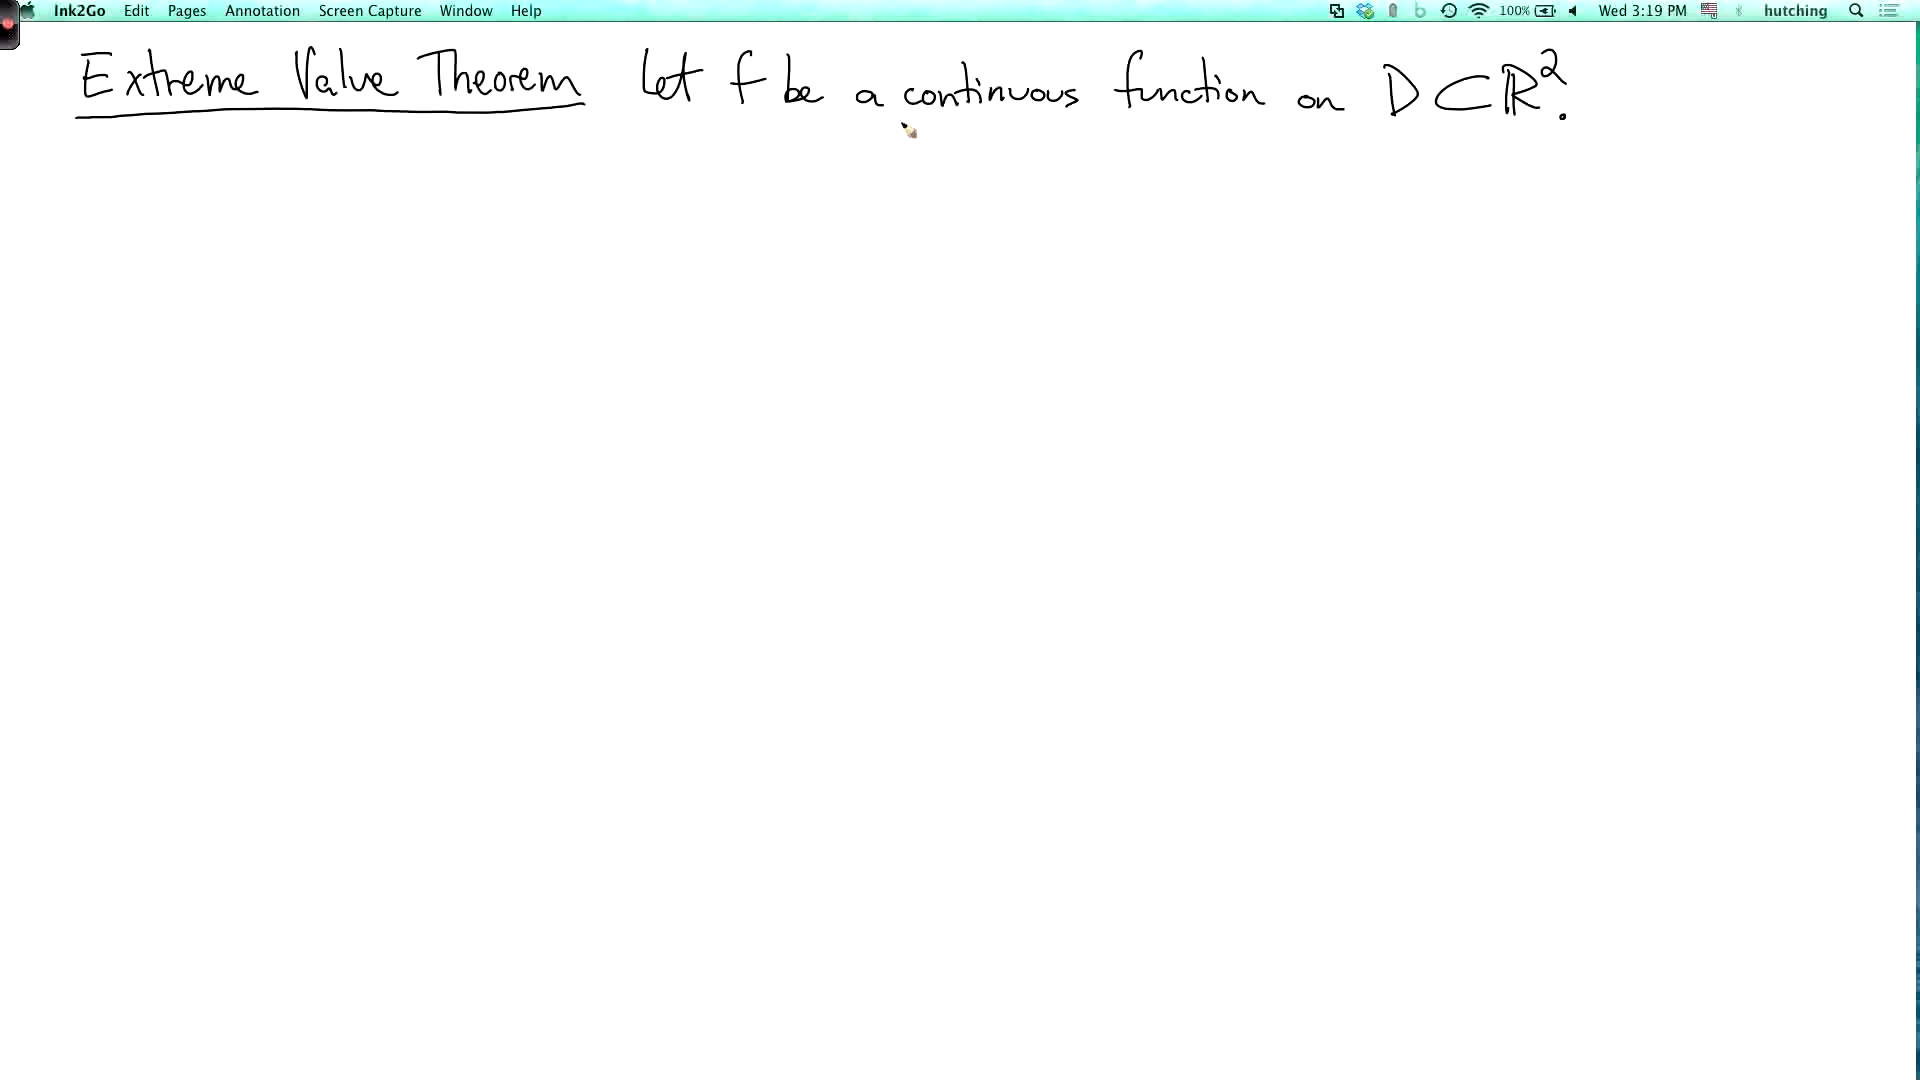 Ink2Go Edit Pages Annotation Screen Capture Window Help 100% Wed 3:19 PM hutching
Extreme Value Theorem Let f be a continuous function on D ⊂ ℝ².